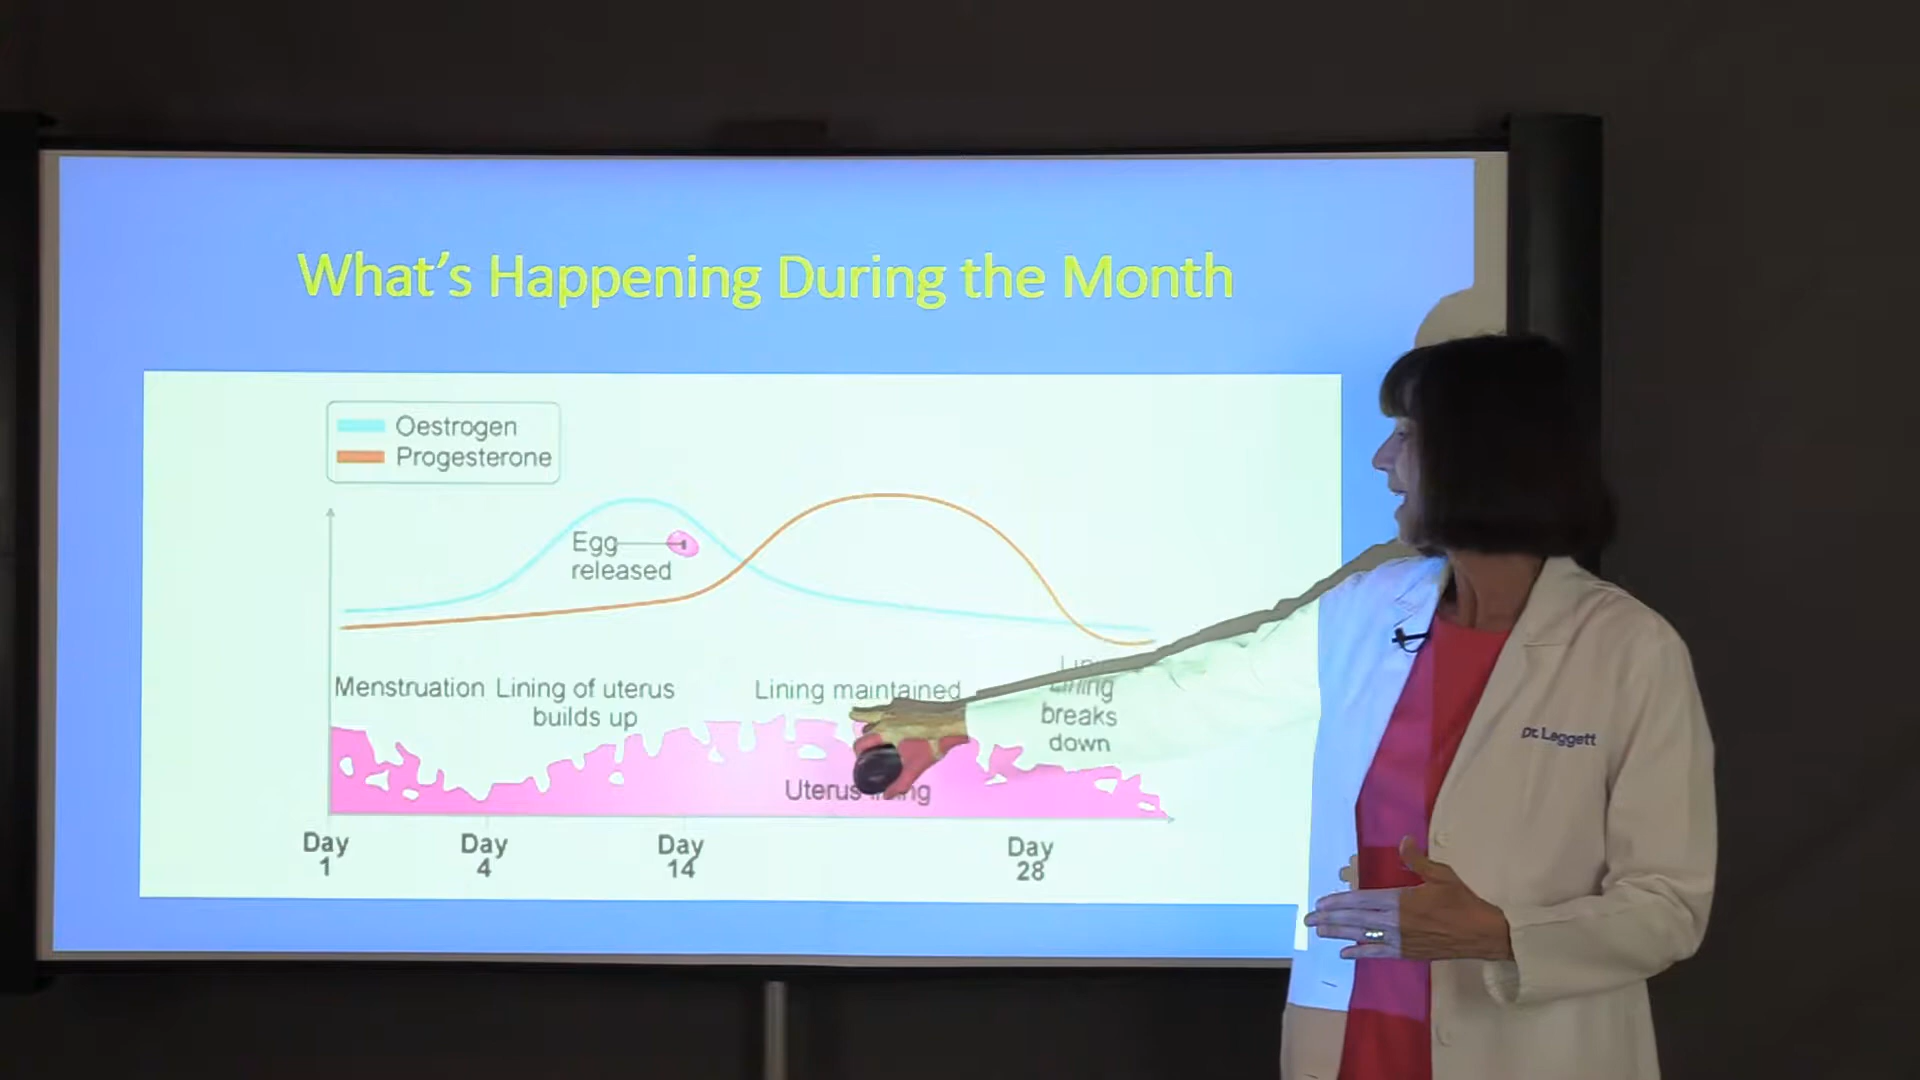 What's Happening During the Month
Oestrogen
Progesterone
Egg
released
Menstruation
Lining of uterus
builds up
Lining maintained
Lining
breaks
down
Uterus
Day
1
Day
4
Day
14
Day
28
Dr. Leggett